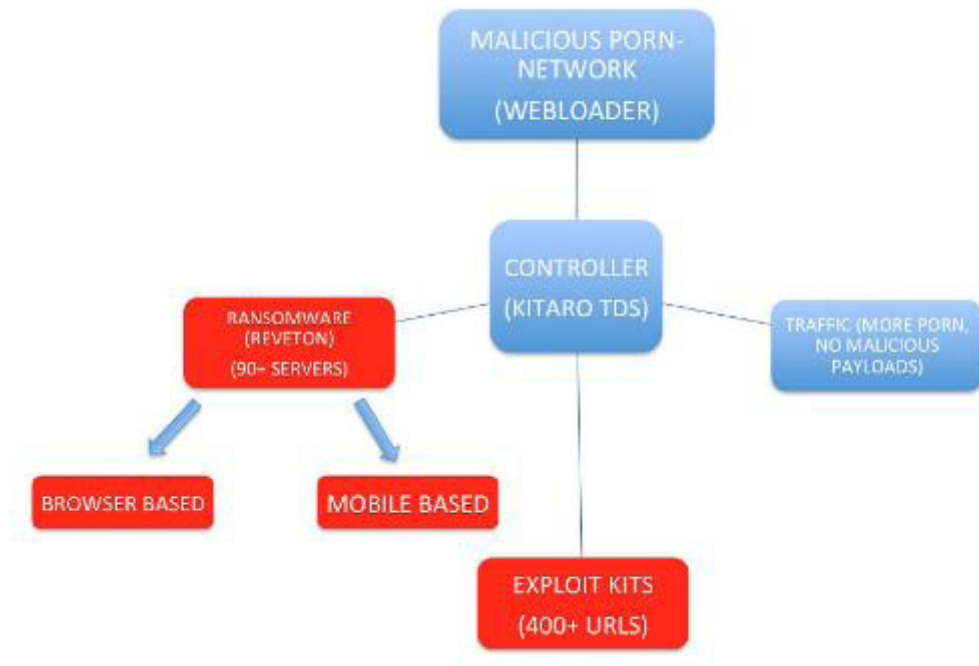 MALICIOUS PORN-
NETWORK
(WEBLOADER)
CONTROLLER
(KITARO TDS)
RANSOMWARE
(REVETON)
(90+ SERVERS)
TRAFFIC (MORE PORN,
NO MALICIOUS
PAYLOADS)
BROWSER BASED
MOBILE BASED
EXPLOIT KITS
(400+ URLS)